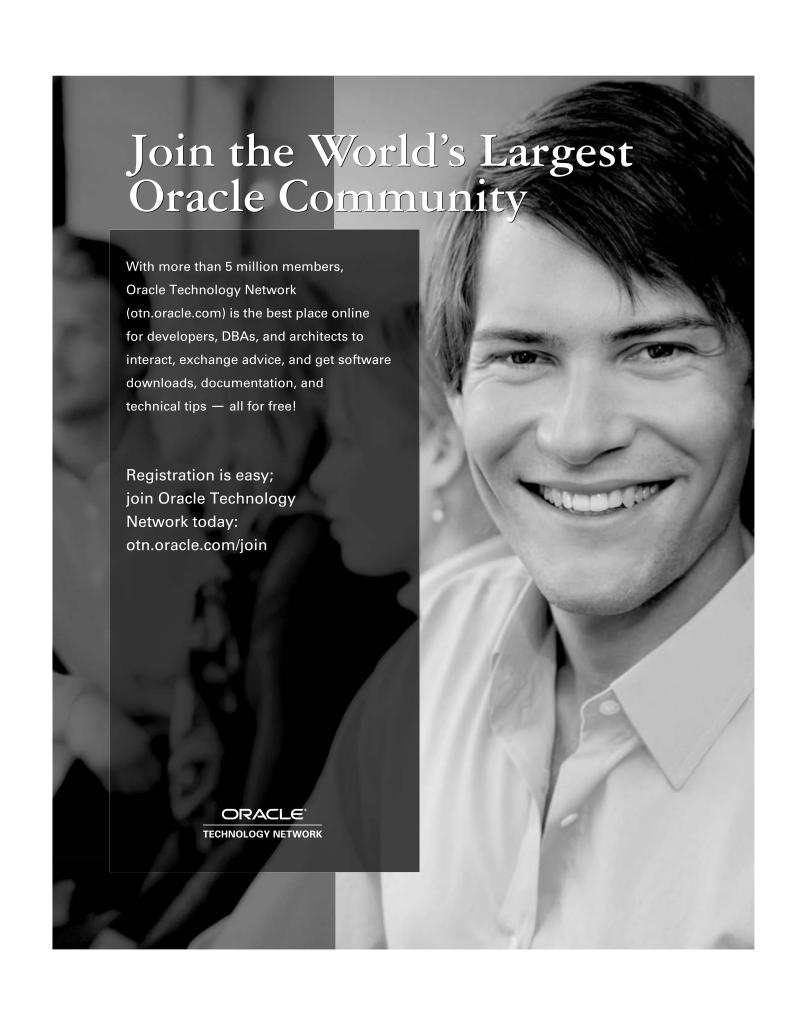 Join the World's Largest
Oracle Community
With more than 5 million members,
Oracle Technology Network
(otn.oracle.com) is the best place online
for developers, DBAs, and architects to
interact, exchange advice, and get software
downloads, documentation, and
technical tips — all for free!
Registration is easy;
join Oracle Technology
Network today:
otn.oracle.com/join
ORACLE®
TECHNOLOGY NETWORK